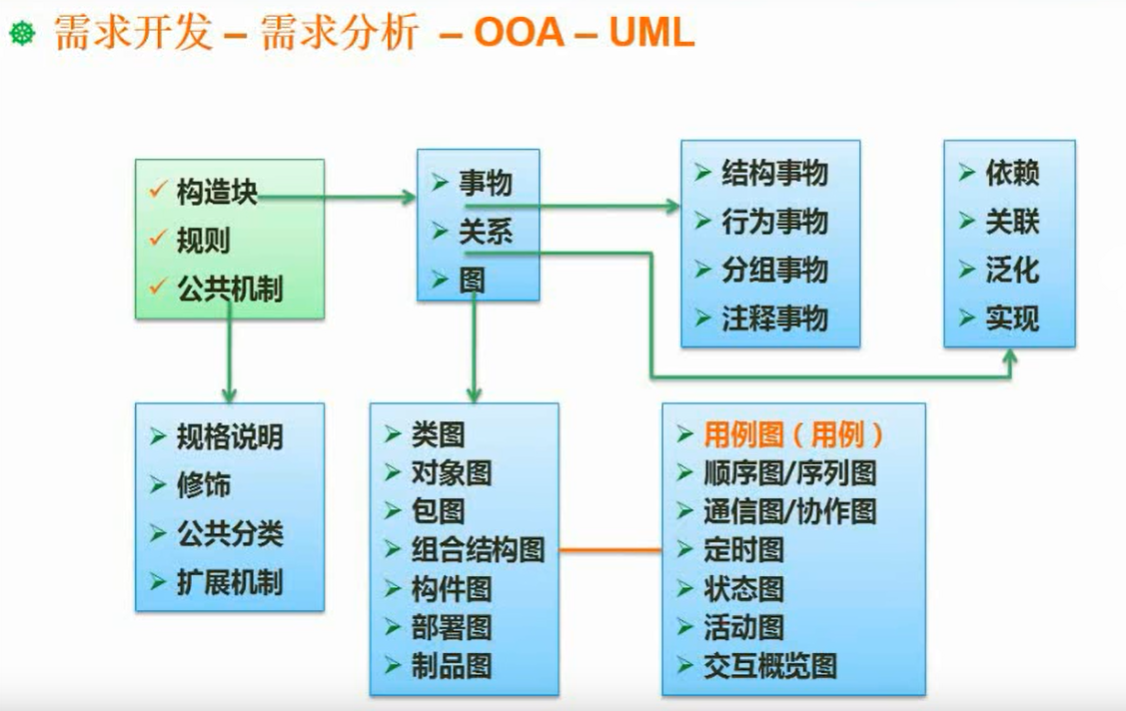 需求开发 – 需求分析 – OOA – UML
构造块
规则
公共机制
事物
关系
图
结构事物
行为事物
分组事物
注释事物
依赖
关联
泛化
实现
规格说明
修饰
公共分类
扩展机制
类图
对象图
包图
组合结构图
构件图
部署图
制品图
用例图（用例）
顺序图/序列图
通信图/协作图
定时图
状态图
活动图
交互概览图